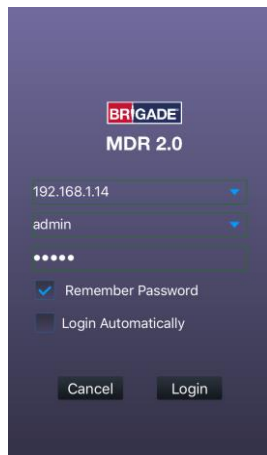 BRIGADE
MDR 2.0
192.168.1.14
admin
•••••
Remember Password
Login Automatically
Cancel Login